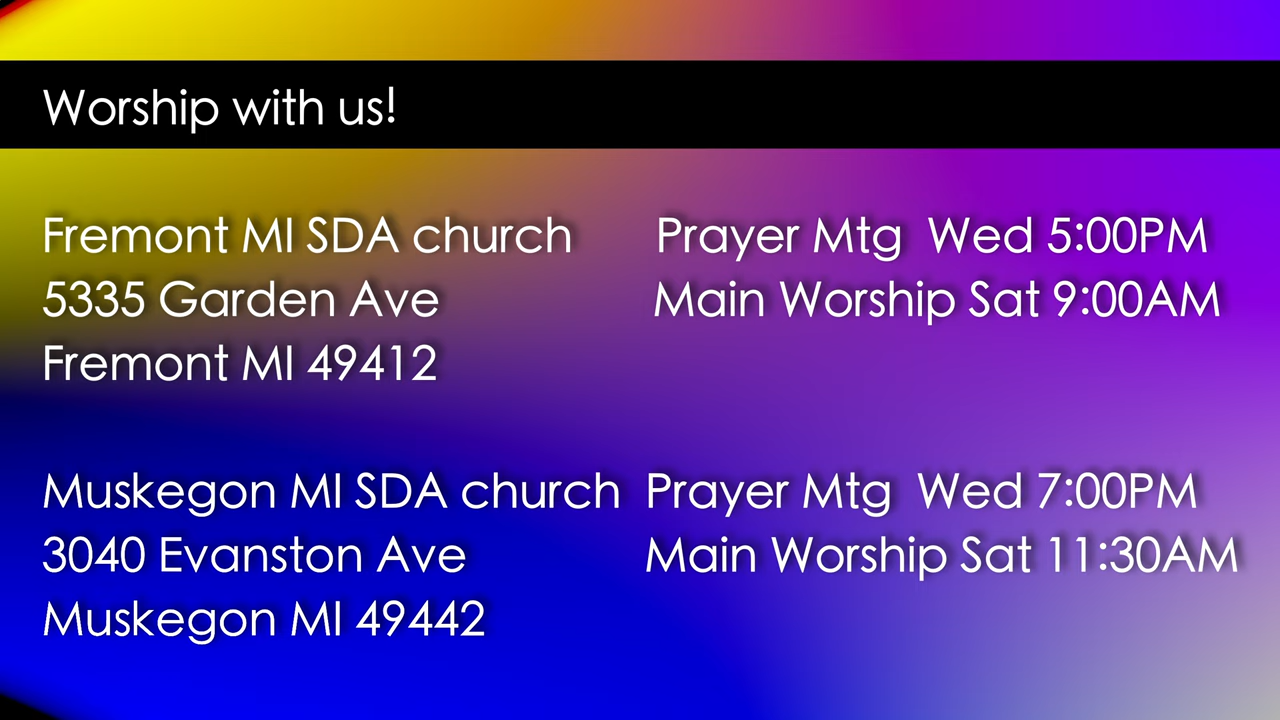 Worship with us!
Fremont MI SDA church Prayer Mtg Wed 5:00PM
5335 Garden Ave Main Worship Sat 9:00AM
Fremont MI 49412
Muskegon MI SDA church Prayer Mtg Wed 7:00PM
3040 Evanston Ave Main Worship Sat 11:30AM
Muskegon MI 49442